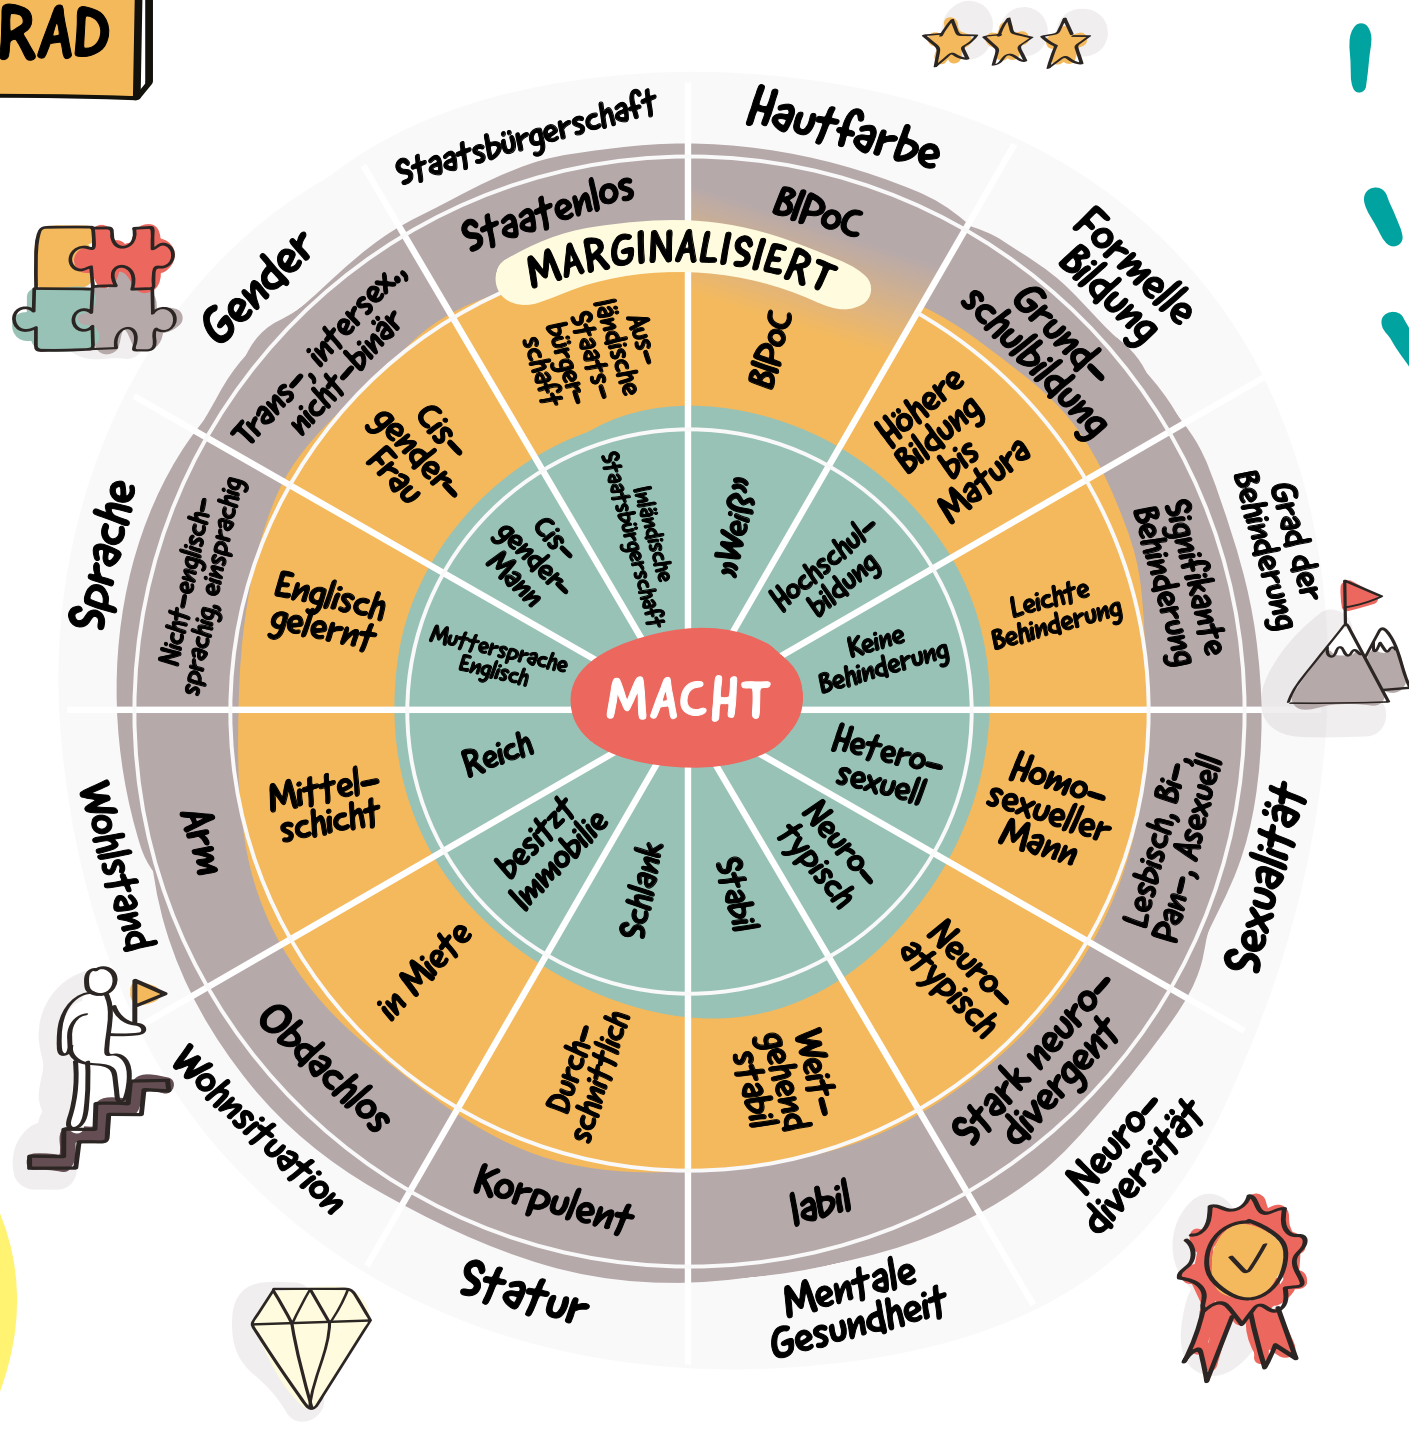 RAD
Staatsbürgerschaft
Staatenlos
MARGINALISIERT
Aus-
ländische
Staats-
bürger-
schaft
Inländische
Staatsbürgerschaft
Hautfarbe
BIPoC
BIPoC
»Weiß«
Formelle
Bildung
Grund-
schulbildung
Höhere
Bildung
bis
Matura
Hochschul-
bildung
Grad der
Behinderung
Signifikante
Behinderung
Leichte
Behinderung
Keine
Behinderung
Sexualität
Lesbisch, Bi-,
Pan-, Asexuell
Homo-
sexueller
Mann
Hetero-
sexuell
Neuro-
diversität
Stark neuro-
divergent
Neuro-
atypisch
Neuro-
typisch
Mentale
Gesundheit
labil
Weit-
gehend
stabil
Stabil
Statur
Korpulent
Durch-
schnittlich
Schlank
Wohnsituation
Obdachlos
in Miete
besitzt
Immobilie
Wohlstand
Arm
Mittel-
schicht
Reich
Sprache
Nicht-englisch-
sprachig, einsprachig
Englisch
gelernt
Muttersprache
Englisch
Gender
Trans-, intersex.,
nicht-binär
Cis-
gender-
Frau
Cis-
gender-
Mann
MACHT